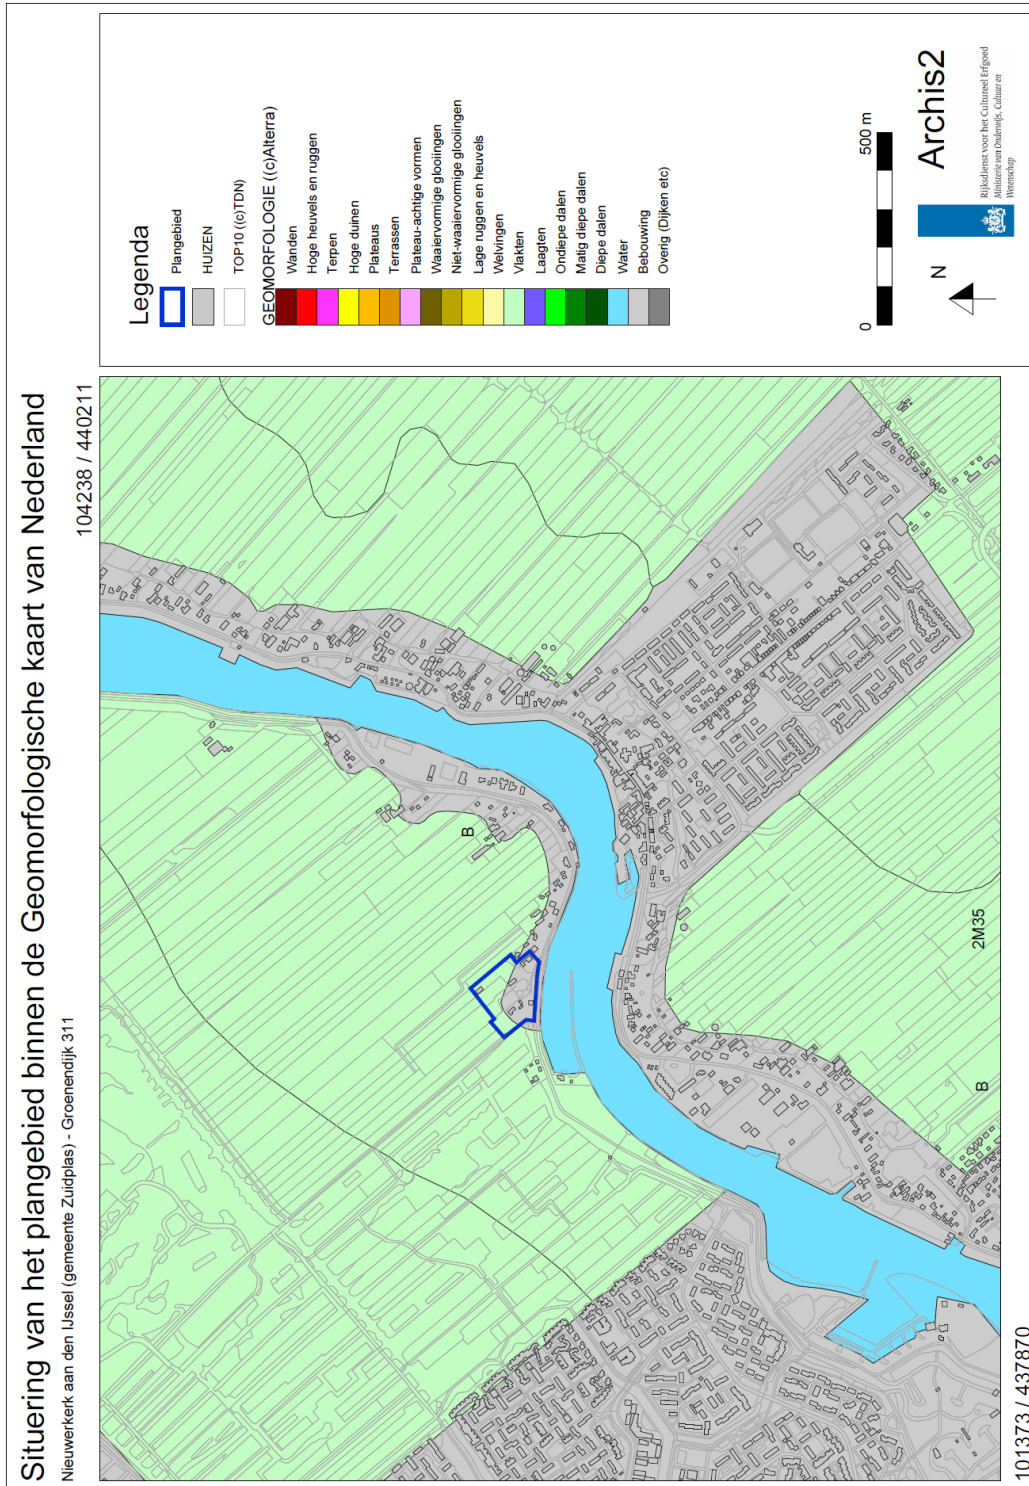 Situering van het plangebied binnen de Geomorfologische kaart van Nederland
Nieuwerkerk aan den IJssel (gemeente Zuidplas) - Groenendijk 311
104238 / 440211
B
2M35
B
101373 / 437870
Legenda
Plangebied
HUIZEN
TOP10 ((c)TDN)
GEOMORFOLOGIE ((c)Alterra)
Wanden
Hoge heuvels en ruggen
Terpen
Hoge duinen
Plateaus
Terrassen
Plateau-achtige vormen
Waaiervormige glooiingen
Niet-waaiervormige glooiingen
Lage ruggen en heuvels
Welvingen
Vlakten
Laagten
Ondiepe dalen
Matig diepe dalen
Diepe dalen
Water
Bebouwing
Overig (Dijken etc)
0
500 m
N
Archis2
Rijksdienst voor het Cultureel Erfgoed
Ministerie van Onderwijs, Cultuur en
Wetenschap